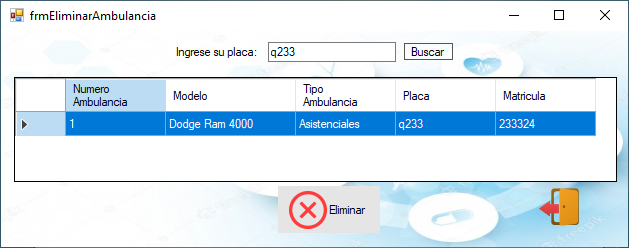 frmEliminarAmbulancia
Ingrese su placa: q233 Buscar
Numero Ambulancia Modelo Tipo Ambulancia Placa Matricula
1 Dodge Ram 4000 Asistenciales q233 233324
Eliminar